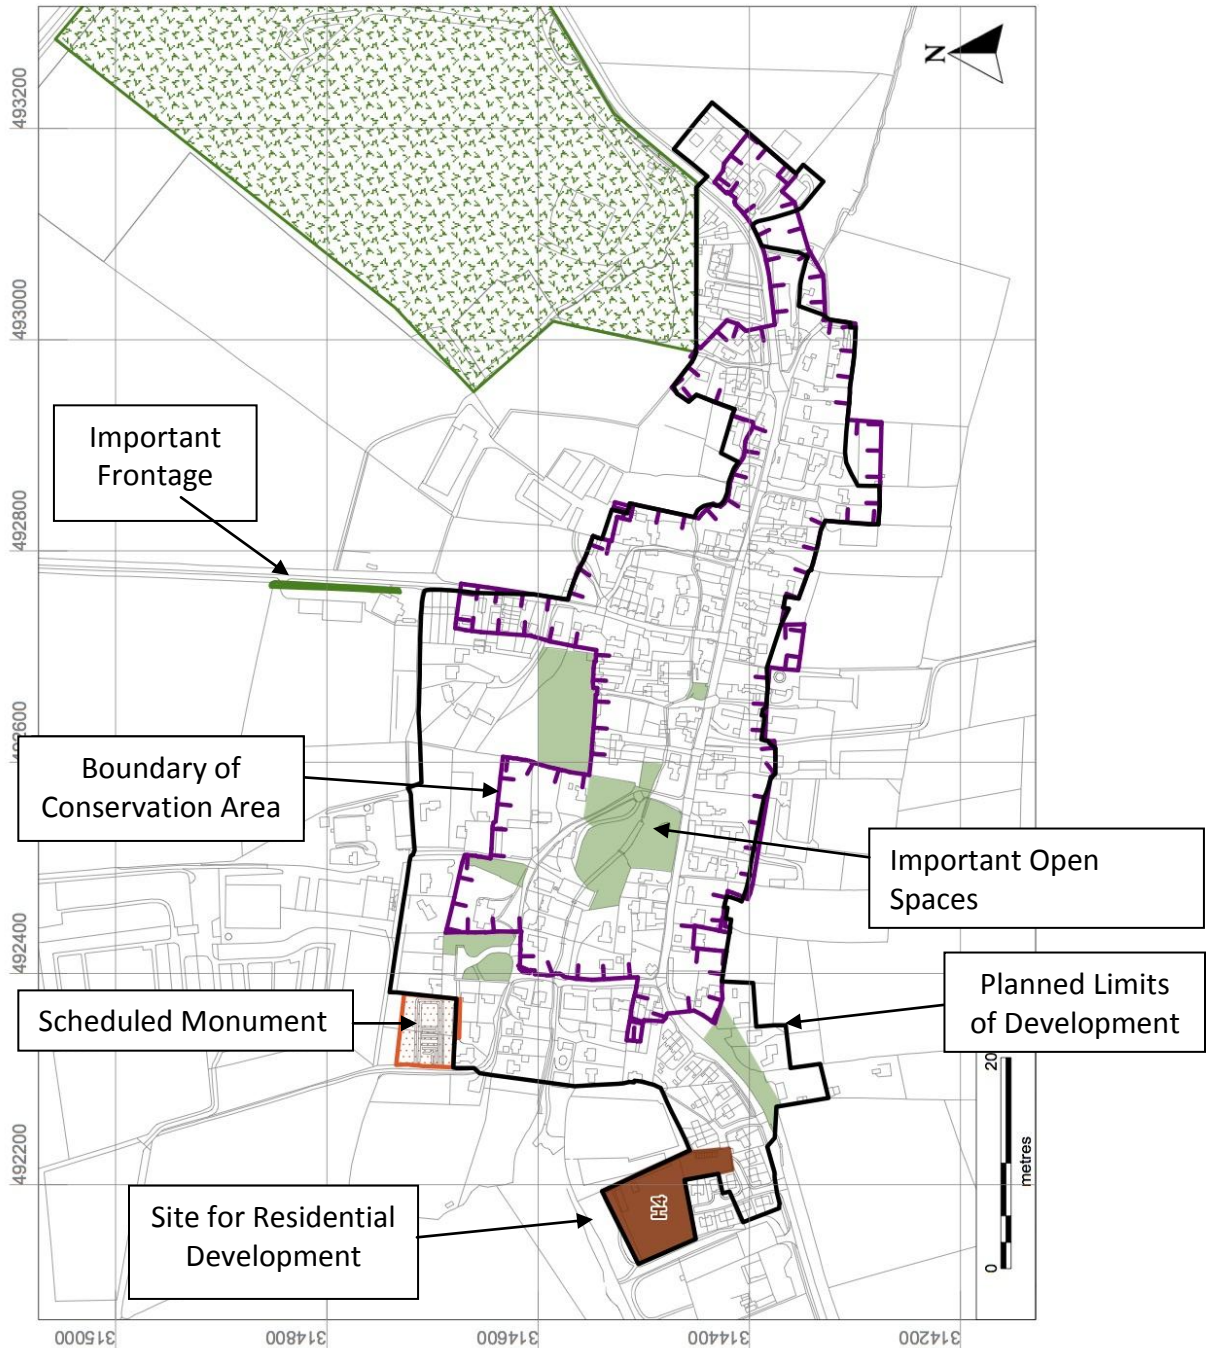 N
493200
493000
Important
Frontage
492800
492600
Boundary of
Conservation Area
Important Open
Spaces
492400
Planned Limits
of Development
Scheduled Monument
20
metres
0
492200
H4
Site for Residential
Development
315000
314800
314600
314400
314200